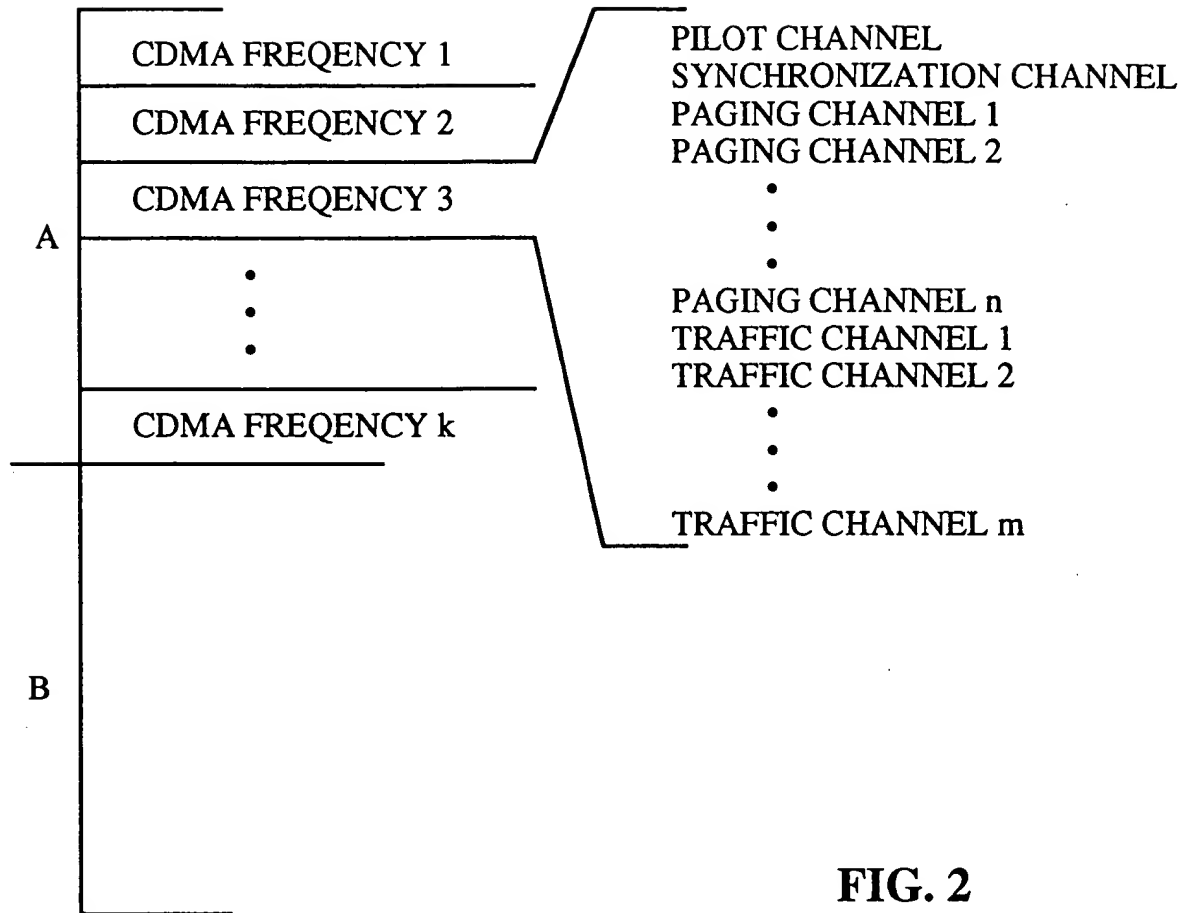 CDMA FREQENCY 1
CDMA FREQENCY 2
CDMA FREQENCY 3
CDMA FREQENCY k
A
B
PILOT CHANNEL
SYNCHRONIZATION CHANNEL
PAGING CHANNEL 1
PAGING CHANNEL 2
PAGING CHANNEL n
TRAFFIC CHANNEL 1
TRAFFIC CHANNEL 2
TRAFFIC CHANNEL m
FIG. 2